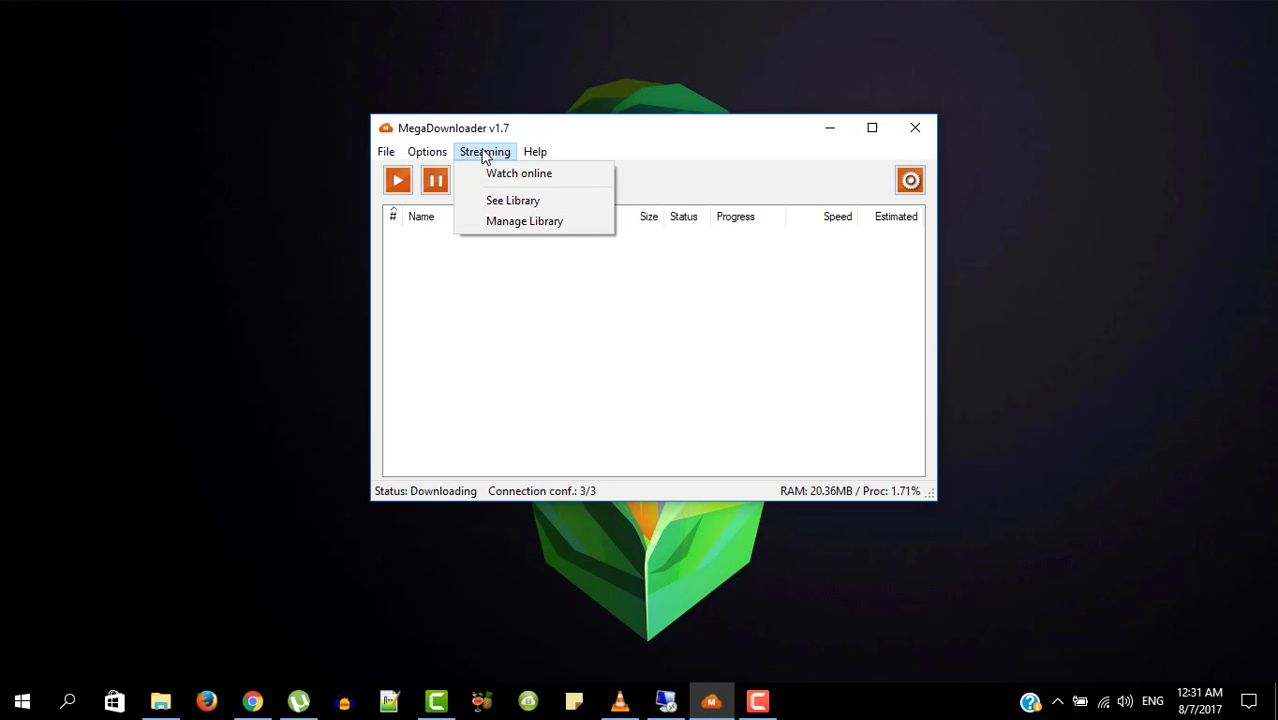 MegaDownloader v1.7
File Options Streaming Help
Watch online
See Library
Manage Library
# Name Size Status Progress Speed Estimated
Status: Downloading Connection conf.: 3/3 RAM: 20.36MB / Proc: 1.71%
ENG
12:31 AM
8/7/2017